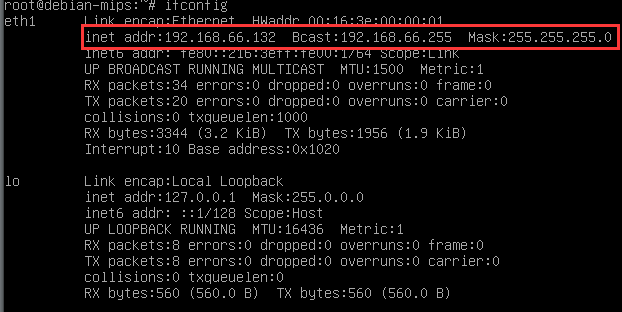 root@debian-mips:~# ifconfig
eth1 Link encap:Ethernet HWaddr 00:16:3e:00:00:01
inet addr:192.168.66.132 Bcast:192.168.66.255 Mask:255.255.255.0
inet6 addr: fe80::216:3eff:fe00:1/64 Scope:Link
UP BROADCAST RUNNING MULTICAST MTU:1500 Metric:1
RX packets:34 errors:0 dropped:0 overruns:0 frame:0
TX packets:20 errors:0 dropped:0 overruns:0 carrier:0
collisions:0 txqueuelen:1000
RX bytes:3344 (3.2 KiB) TX bytes:1956 (1.9 KiB)
Interrupt:10 Base address:0x1020
lo Link encap:Local Loopback
inet addr:127.0.0.1 Mask:255.0.0.0
inet6 addr: ::1/128 Scope:Host
UP LOOPBACK RUNNING MTU:16436 Metric:1
RX packets:8 errors:0 dropped:0 overruns:0 frame:0
TX packets:8 errors:0 dropped:0 overruns:0 carrier:0
collisions:0 txqueuelen:0
RX bytes:560 (560.0 B) TX bytes:560 (560.0 B)